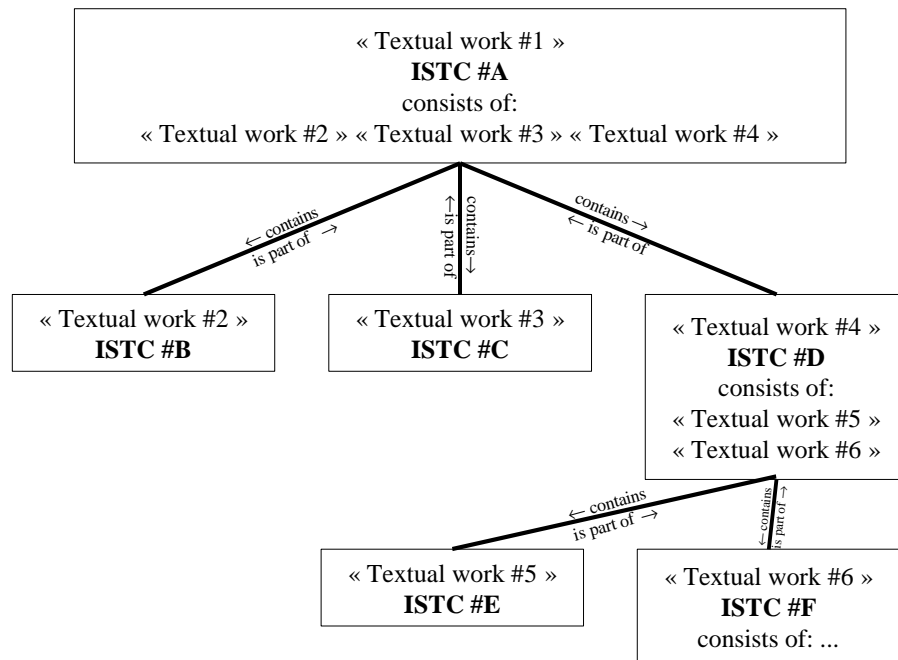 « Textual work #1 »
ISTC #A
consists of:
« Textual work #2 » « Textual work #3 » « Textual work #4 »
← contains
is part of →
contains→
←is part of
contains →
← is part of
« Textual work #2 »
ISTC #B
« Textual work #3 »
ISTC #C
« Textual work #4 »
ISTC #D
consists of:
« Textual work #5 »
« Textual work #6 »
← contains
is part of →
←contains
is part of→
« Textual work #5 »
ISTC #E
« Textual work #6 »
ISTC #F
consists of: ...